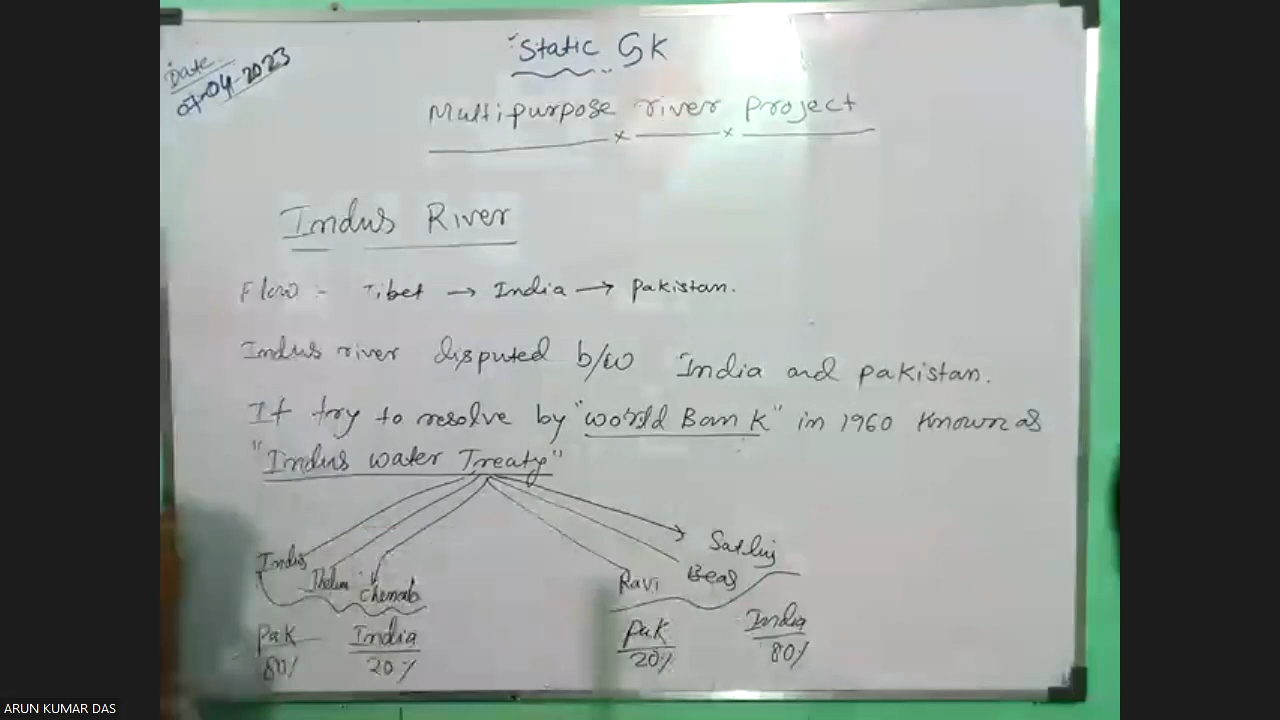 Date
07-04-2023
Static GK
Multipurpose river project
Indus River
Flow :- Tibet → India → pakistan.
Indus river disputed b/w India and pakistan.
It try to resolve by "world Bank" in 1960 known as
"Indus water Treaty"
Indus Jhelum Chenab Ravi Beas Satluj
Pak 80% India 20% Pak 20% India 80%
ARUN KUMAR DAS